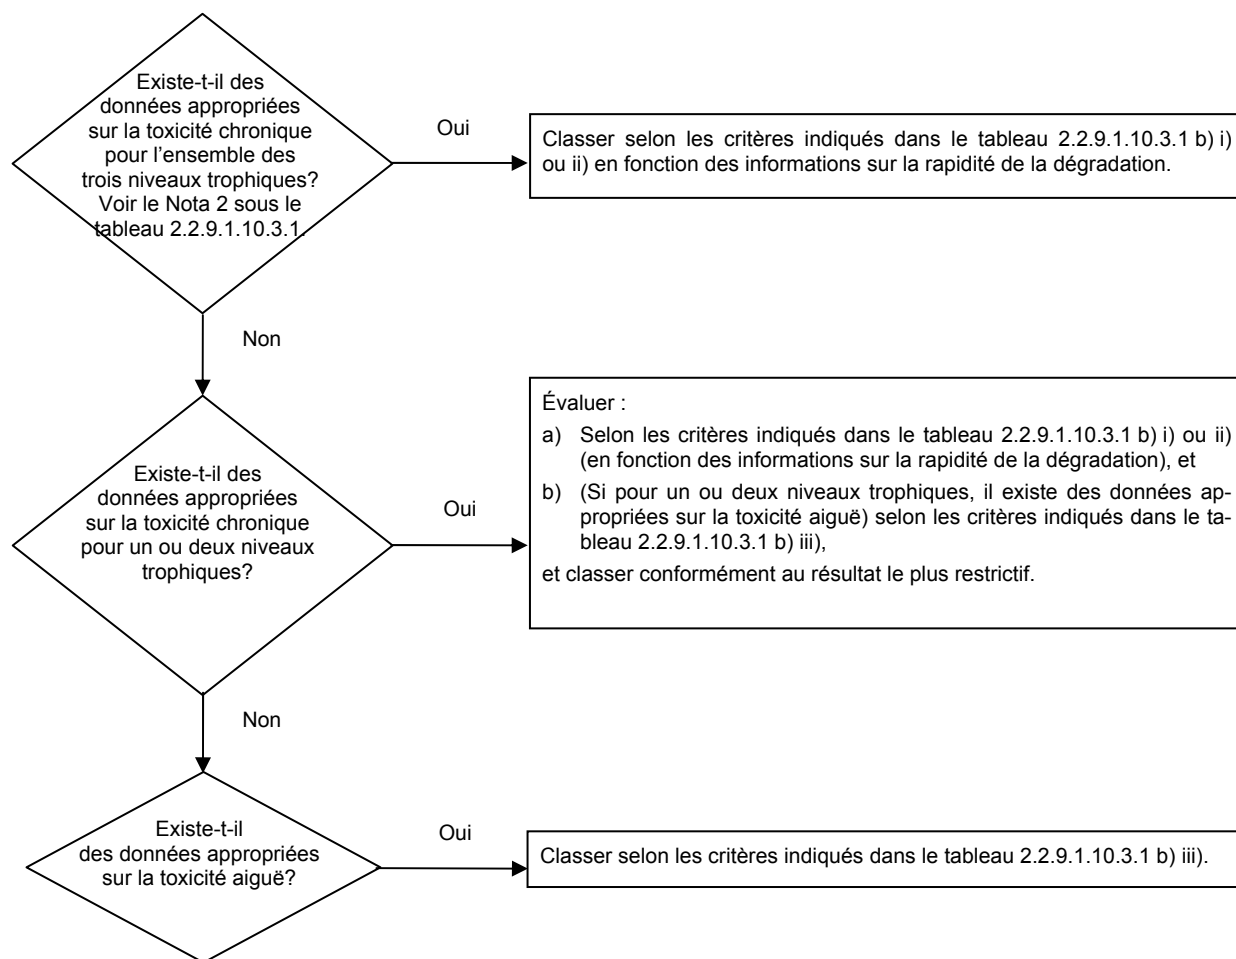 Existe-t-il des
données appropriées
sur la toxicité chronique
pour l'ensemble des
trois niveaux trophiques?
Voir le Nota 2 sous le
tableau 2.2.9.1.10.3.1.
Oui
Classer selon les critères indiqués dans le tableau 2.2.9.1.10.3.1 b) i)
ou ii) en fonction des informations sur la rapidité de la dégradation.
Non
Existe-t-il des
données appropriées
sur la toxicité chronique
pour un ou deux niveaux
trophiques?
Oui
Évaluer :
a) Selon les critères indiqués dans le tableau 2.2.9.1.10.3.1 b) i) ou ii)
(en fonction des informations sur la rapidité de la dégradation), et
b) (Si pour un ou deux niveaux trophiques, il existe des données ap-
propriées sur la toxicité aiguë) selon les critères indiqués dans le ta-
bleau 2.2.9.1.10.3.1 b) iii),
et classer conformément au résultat le plus restrictif.
Non
Existe-t-il
des données appropriées
sur la toxicité aiguë?
Oui
Classer selon les critères indiqués dans le tableau 2.2.9.1.10.3.1 b) iii).